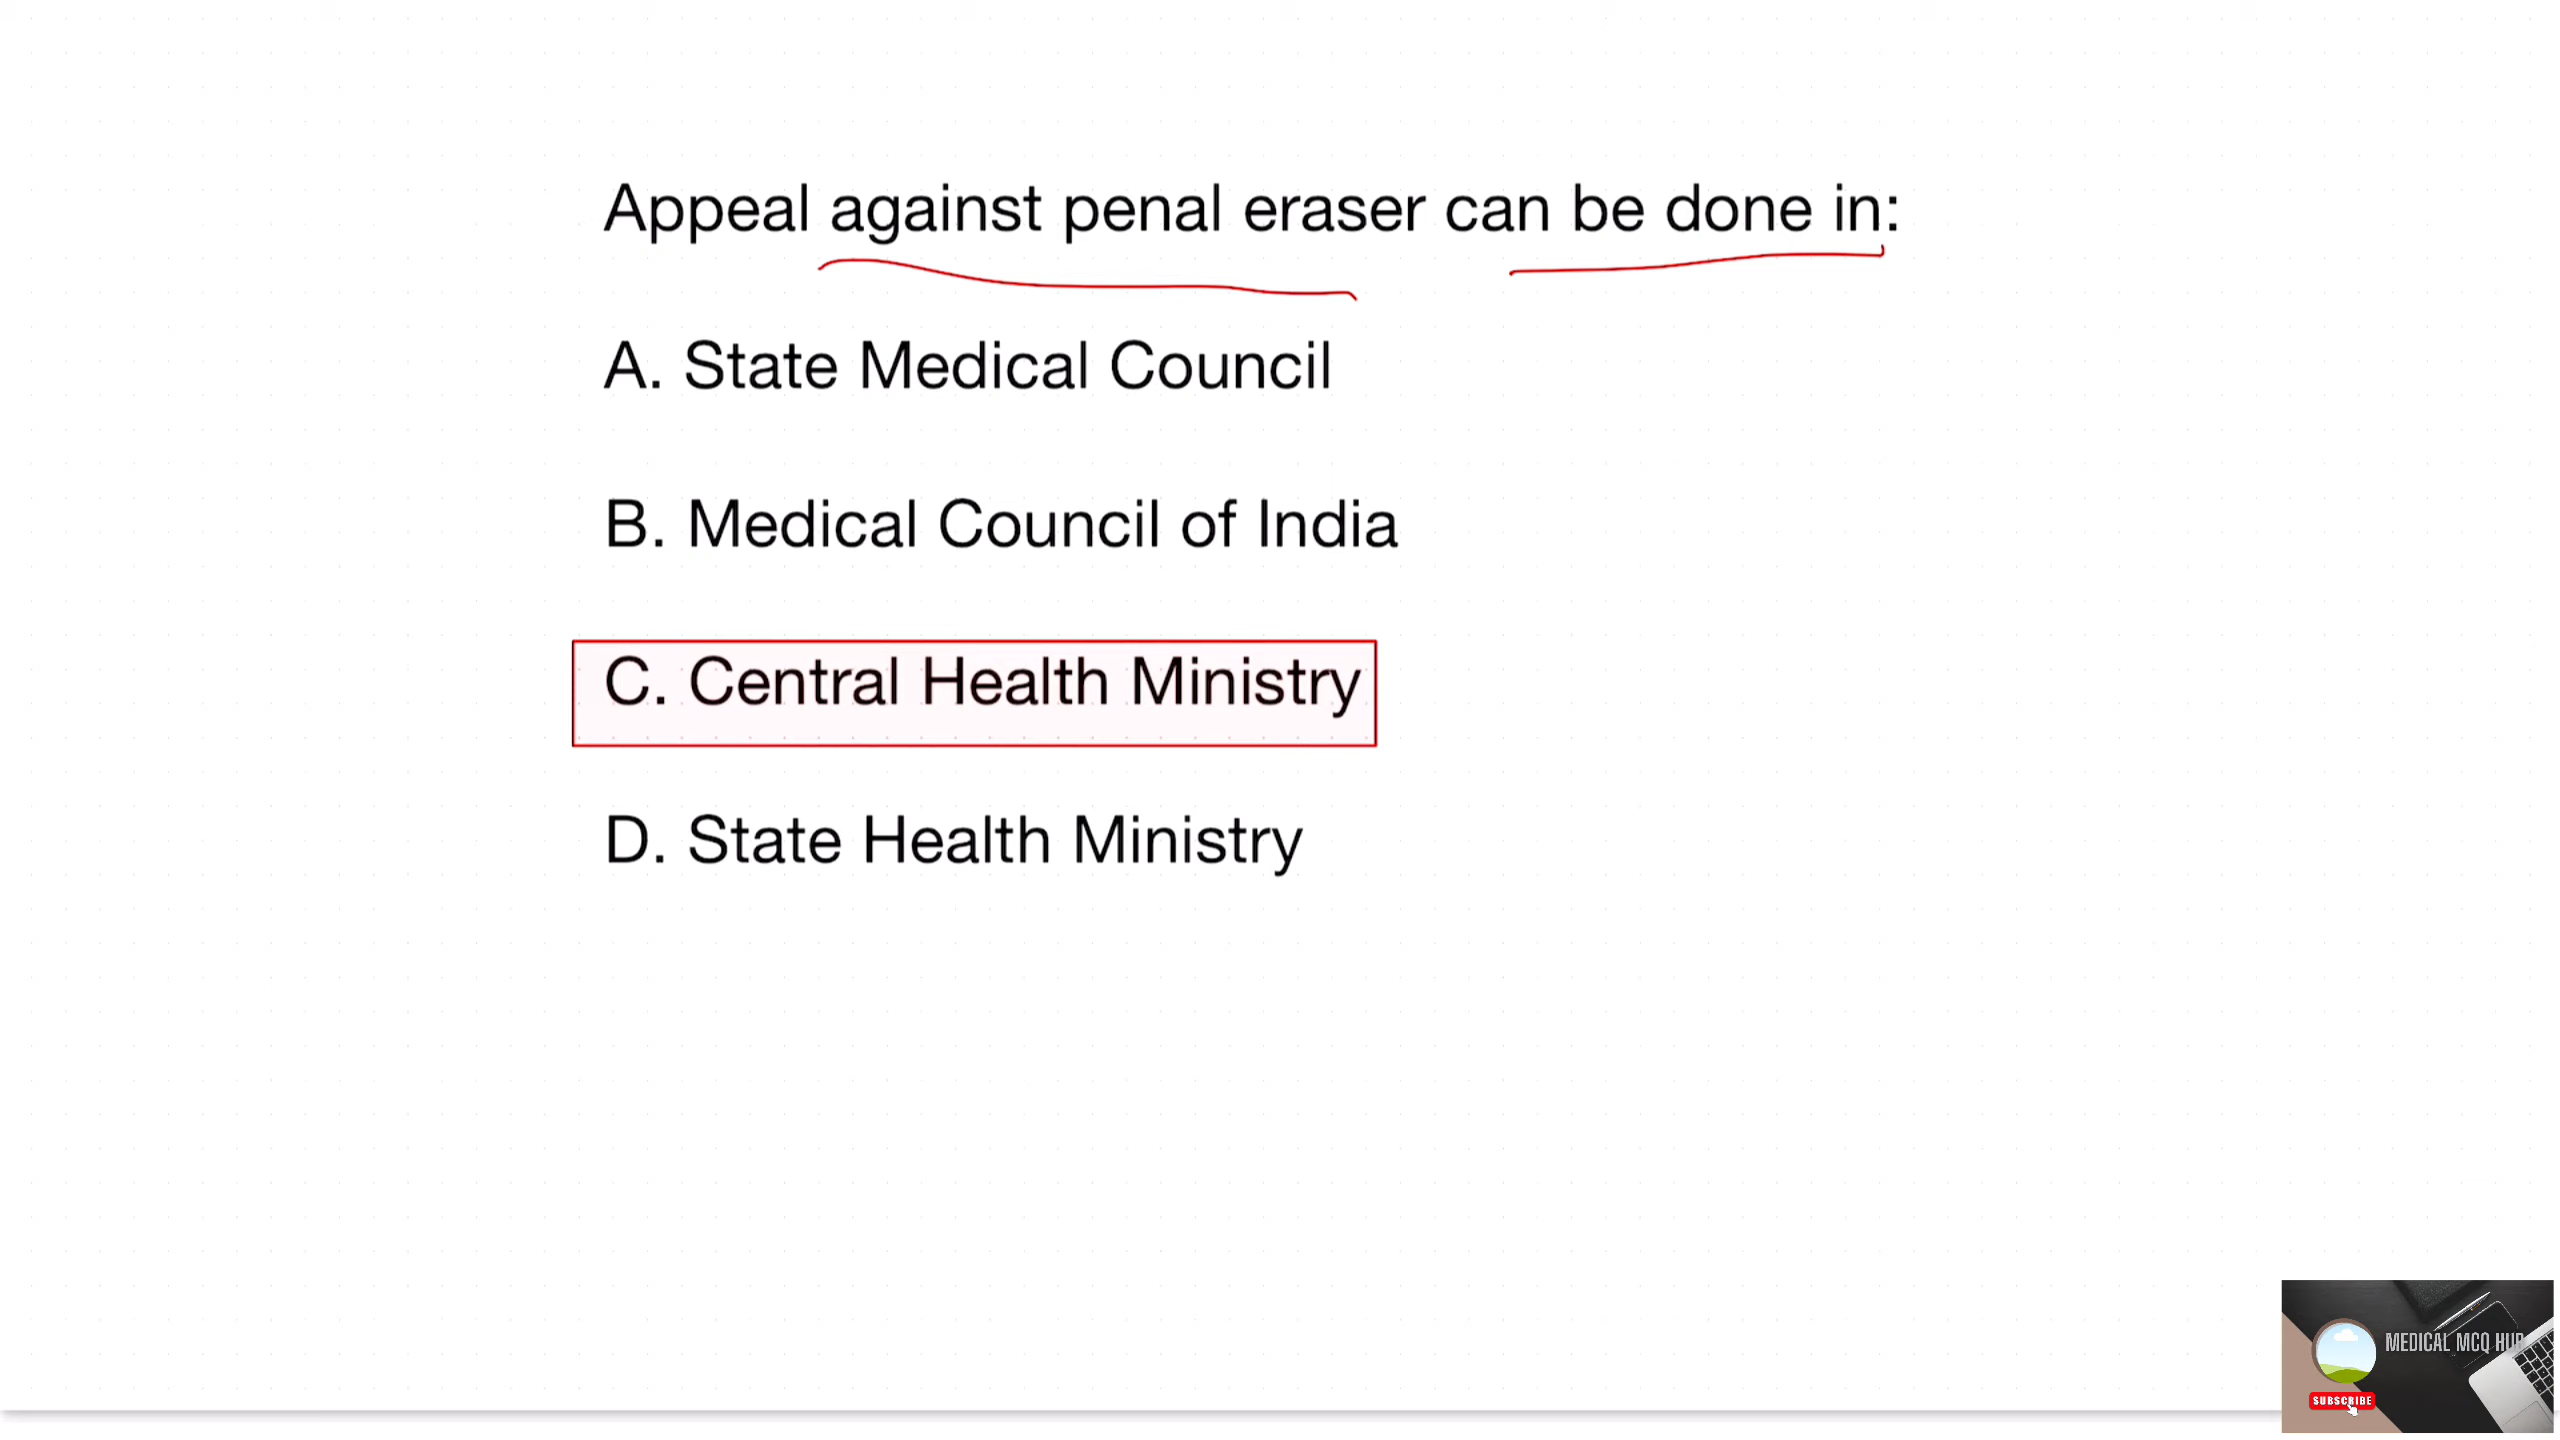 Appeal against penal eraser can be done in:
A. State Medical Council
B. Medical Council of India
C. Central Health Ministry
D. State Health Ministry
MEDICAL MCQ HUB
SUBSCRIBE